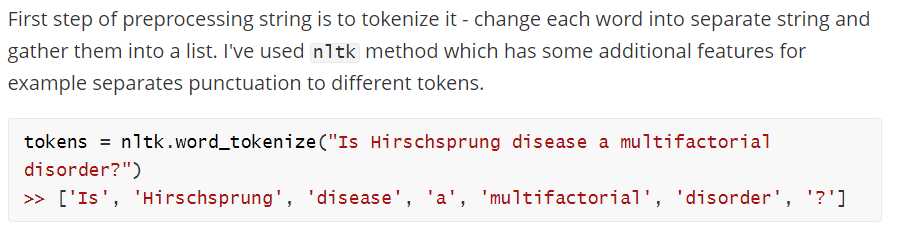 First step of preprocessing string is to tokenize it - change each word into separate string and
gather them into a list. I've used nltk method which has some additional features for
example separates punctuation to different tokens.
tokens = nltk.word_tokenize("Is Hirschsprung disease a multifactorial
disorder?")
>> ['Is', 'Hirschsprung', 'disease', 'a', 'multifactorial', 'disorder', '?']